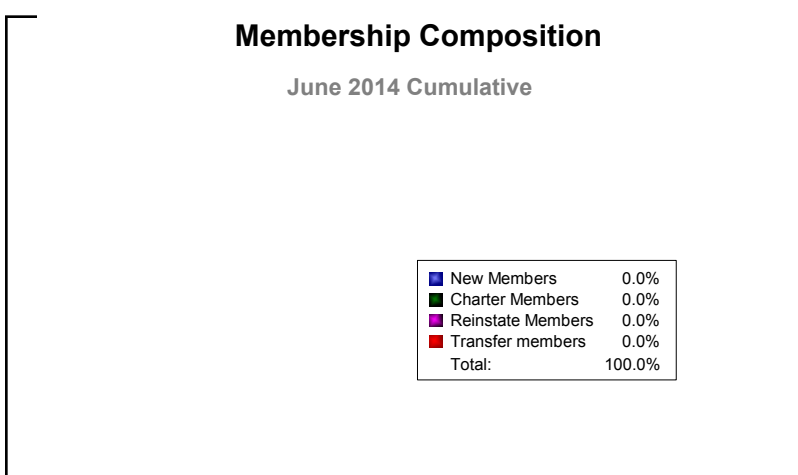 Membership Composition
June 2014 Cumulative
New Members 0.0%
Charter Members 0.0%
Reinstate Members 0.0%
Transfer members 0.0%
Total: 100.0%